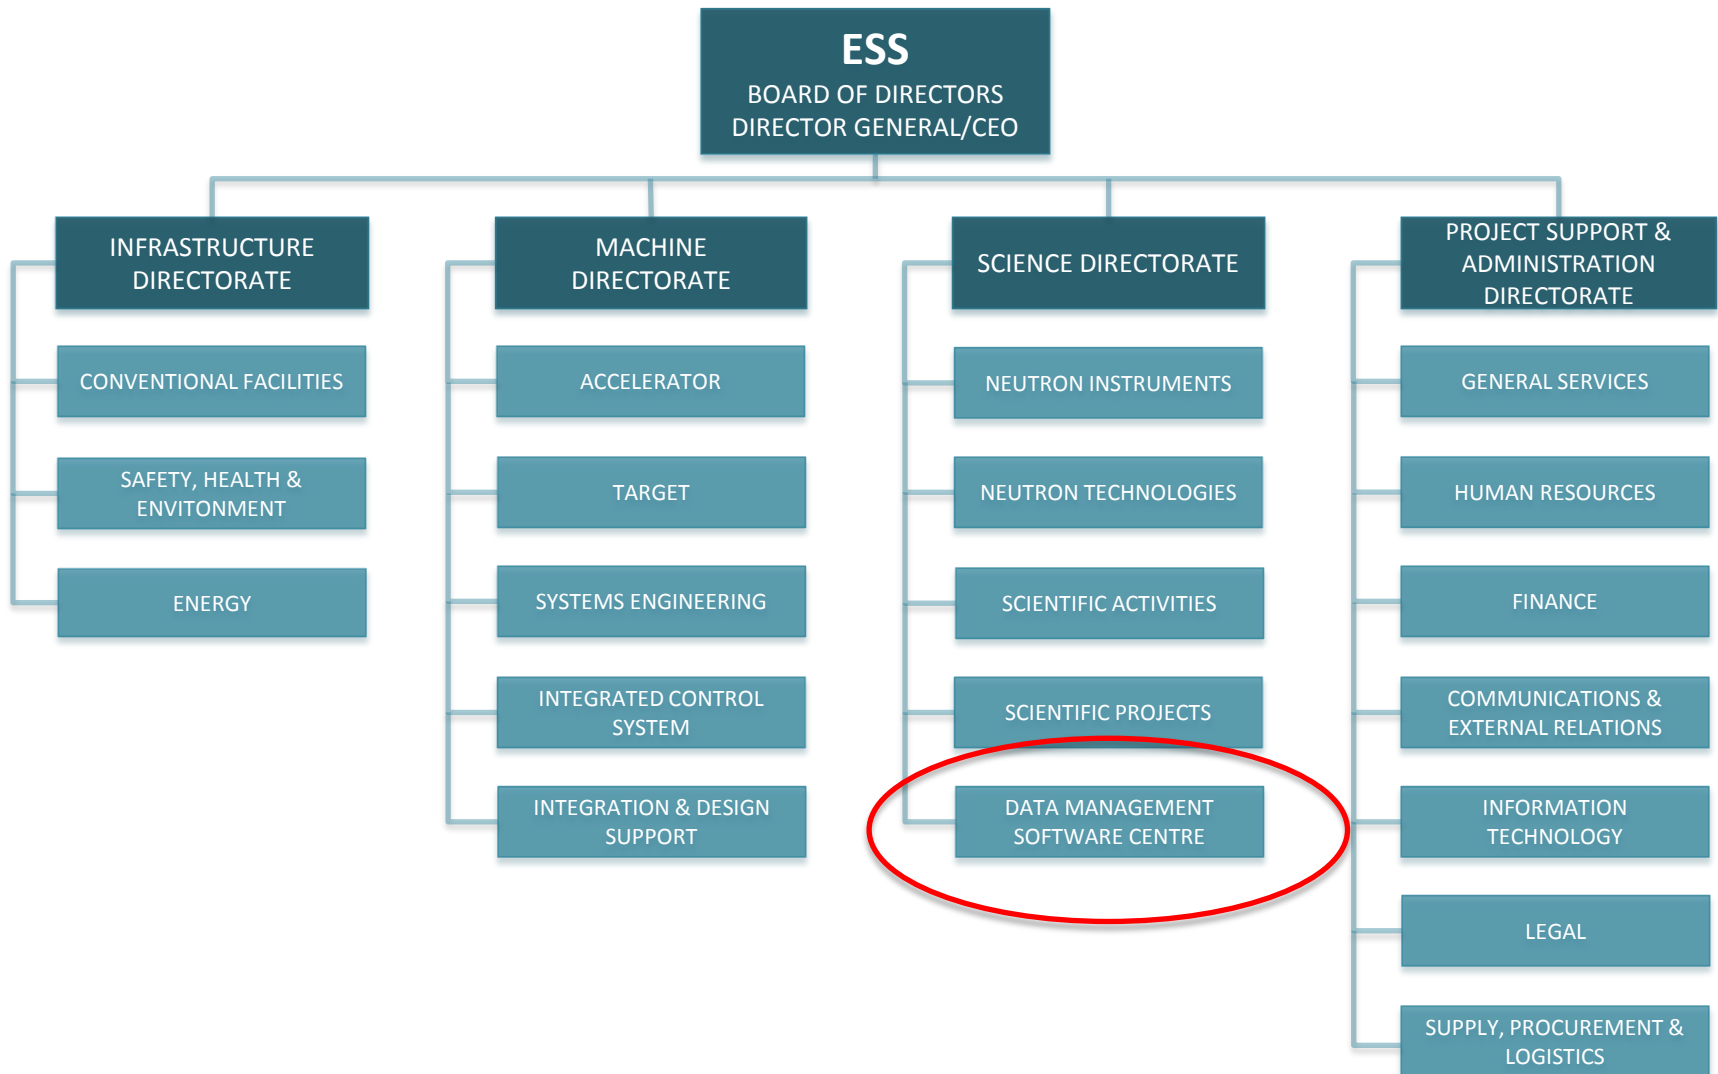 ESS
BOARD OF DIRECTORS
DIRECTOR GENERAL/CEO
INFRASTRUCTURE
DIRECTORATE
CONVENTIONAL FACILITIES
SAFETY, HEALTH &
ENVITONMENT
ENERGY
MACHINE
DIRECTORATE
ACCELERATOR
TARGET
SYSTEMS ENGINEERING
INTEGRATED CONTROL
SYSTEM
INTEGRATION & DESIGN
SUPPORT
SCIENCE DIRECTORATE
NEUTRON INSTRUMENTS
NEUTRON TECHNOLOGIES
SCIENTIFIC ACTIVITIES
SCIENTIFIC PROJECTS
DATA MANAGEMENT
SOFTWARE CENTRE
PROJECT SUPPORT &
ADMINISTRATION
DIRECTORATE
GENERAL SERVICES
HUMAN RESOURCES
FINANCE
COMMUNICATIONS &
EXTERNAL RELATIONS
INFORMATION
TECHNOLOGY
LEGAL
SUPPLY, PROCUREMENT &
LOGISTICS